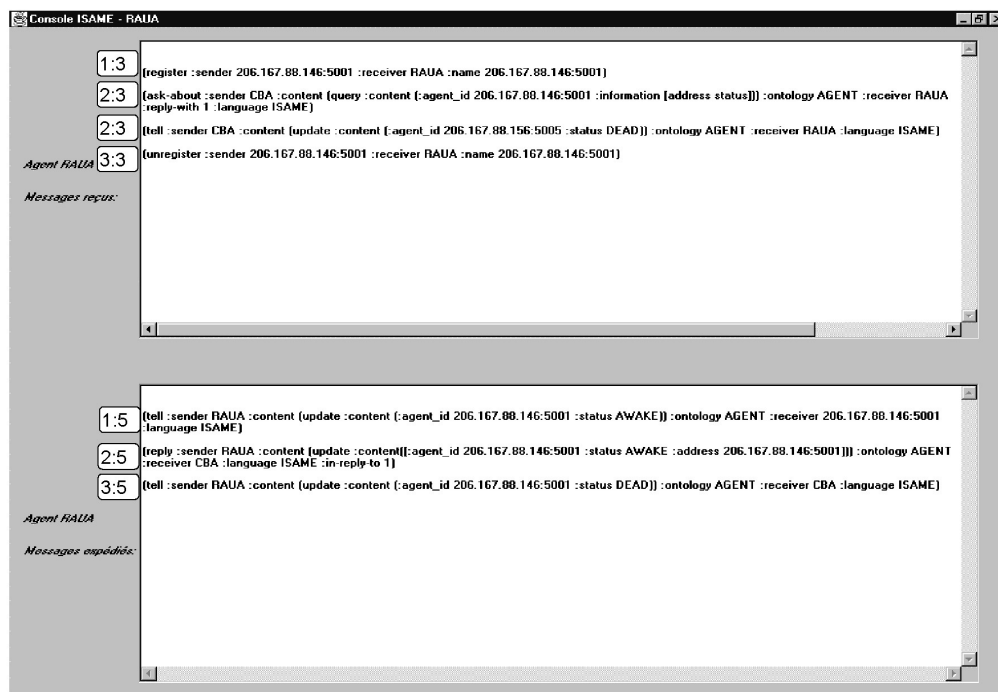 Console ISAME - RAUA
1:3
(register :sender 206.167.88.146:5001 :receiver RAUA :name 206.167.88.146:5001)
2:3
(ask-about :sender CBA :content (query :content (:agent_id 206.167.88.146:5001 :information [address status])) :ontology AGENT :receiver RAUA
:reply-with 1 :language ISAME)
2:3
(tell :sender CBA :content (update :content (:agent_id 206.167.88.156:5005 :status DEAD)) :ontology AGENT :receiver RAUA :language ISAME)
Agent RAUA
3:3
(unregister :sender 206.167.88.146:5001 :receiver RAUA :name 206.167.88.146:5001)
Messages reçus:
1:5
(tell :sender RAUA :content (update :content (:agent_id 206.167.88.146:5001 :status AWAKE)) :ontology AGENT :receiver 206.167.88.146:5001
:language ISAME)
2:5
(reply :sender RAUA :content (update :content([:agent_id 206.167.88.146:5001 :status AWAKE :address 206.167.88.146:5001])) :ontology AGENT
:receiver CBA :language ISAME :in-reply-to 1)
3:5
(tell :sender RAUA :content (update :content (:agent_id 206.167.88.146:5001 :status DEAD)) :ontology AGENT :receiver CBA :language ISAME)
Agent RAUA
Messages expédiés: